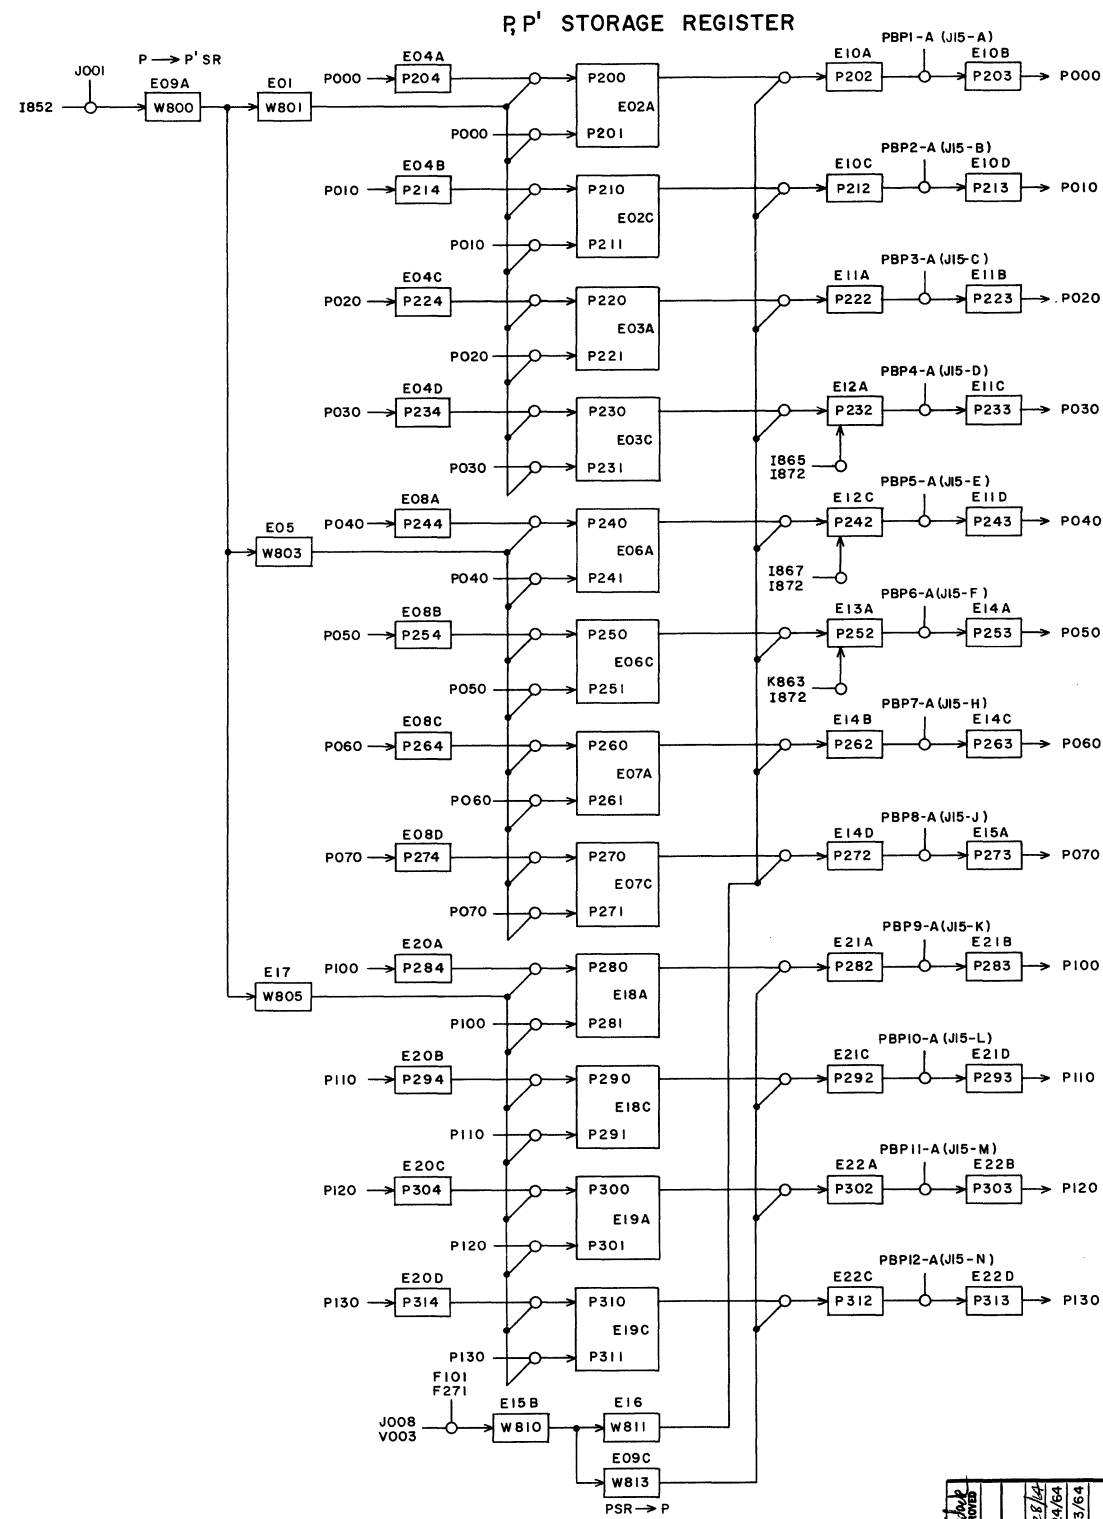 P, P' STORAGE REGISTER
P → P' SR
J001
I852
E09A
W800
E01
W801
P000
E04A
P204
P200
E02A
P000
P201
E10A
P202
PBP1-A (J15-A)
E10B
P203
P000
P010
E04B
P214
P210
E02C
P010
P211
E10C
P212
PBP2-A (J15-B)
E10D
P213
P010
P020
E04C
P224
P220
E03A
P020
P221
E11A
P222
PBP3-A (J15-C)
E11B
P223
P020
P030
E04D
P234
P230
E03C
P030
P231
E12A
P232
I865
I872
PBP4-A (J15-D)
E11C
P233
P030
E05
W803
P040
E08A
P244
P240
E06A
P040
P241
E12C
P242
I867
I872
PBP5-A (J15-E)
E11D
P243
P040
P050
E08B
P254
P250
E06C
P050
P251
E13A
P252
K863
I872
PBP6-A (J15-F)
E14A
P253
P050
P060
E08C
P264
P260
E07A
P060
P261
E14B
P262
PBP7-A (J15-H)
E14C
P263
P060
P070
E08D
P274
P270
E07C
P070
P271
E14D
P272
PBP8-A (J15-J)
E15A
P273
P070
E17
W805
P100
E20A
P284
P280
E18A
P100
P281
E21A
P282
PBP9-A (J15-K)
E21B
P283
P100
P110
E20B
P294
P290
E18C
P110
P291
E21C
P292
PBP10-A (J15-L)
E21D
P293
P110
P120
E20C
P304
P300
E19A
P120
P301
E22A
P302
PBP11-A (J15-M)
E22B
P303
P120
P130
E20D
P314
P310
E19C
P130
P311
E22C
P312
PBP12-A (J15-N)
E22D
P313
P130
F101
F271
J008
V003
E15B
W810
E16
W811
E09C
W813
PSR → P